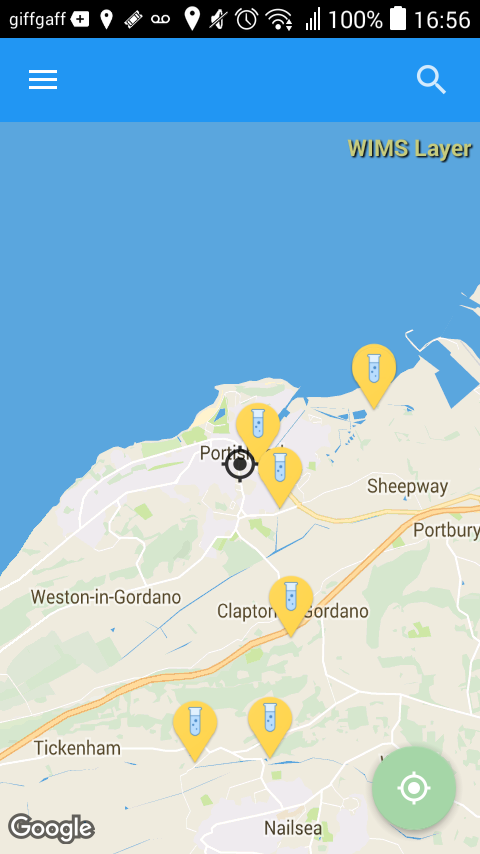 giffgaff 100% 16:56
WIMS Layer
Sheepway
Portbury
Weston-in-Gordano
Tickenham
Nailsea
Google